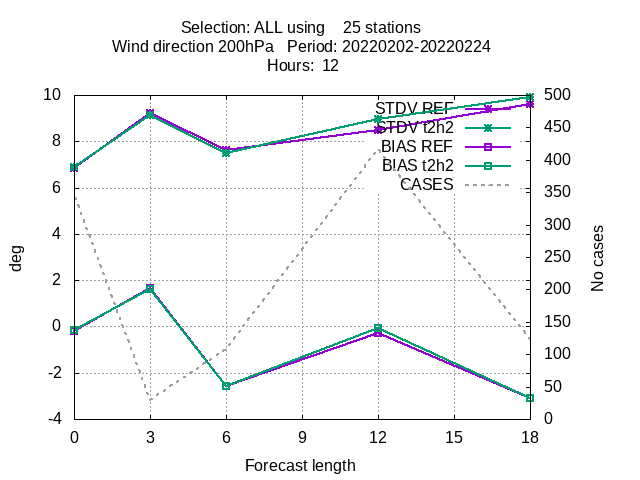 Selection: ALL using    25 stations
Wind direction 200hPa   Period: 20220202-20220224
Hours:  12
10
8
6
4
2
0
-2
-4
deg
500
450
400
350
300
250
200
150
100
50
0
No cases
STDV REF
STDV t2h2
BIAS REF
BIAS t2h2
CASES
0 3 6 9 12 15 18
Forecast length